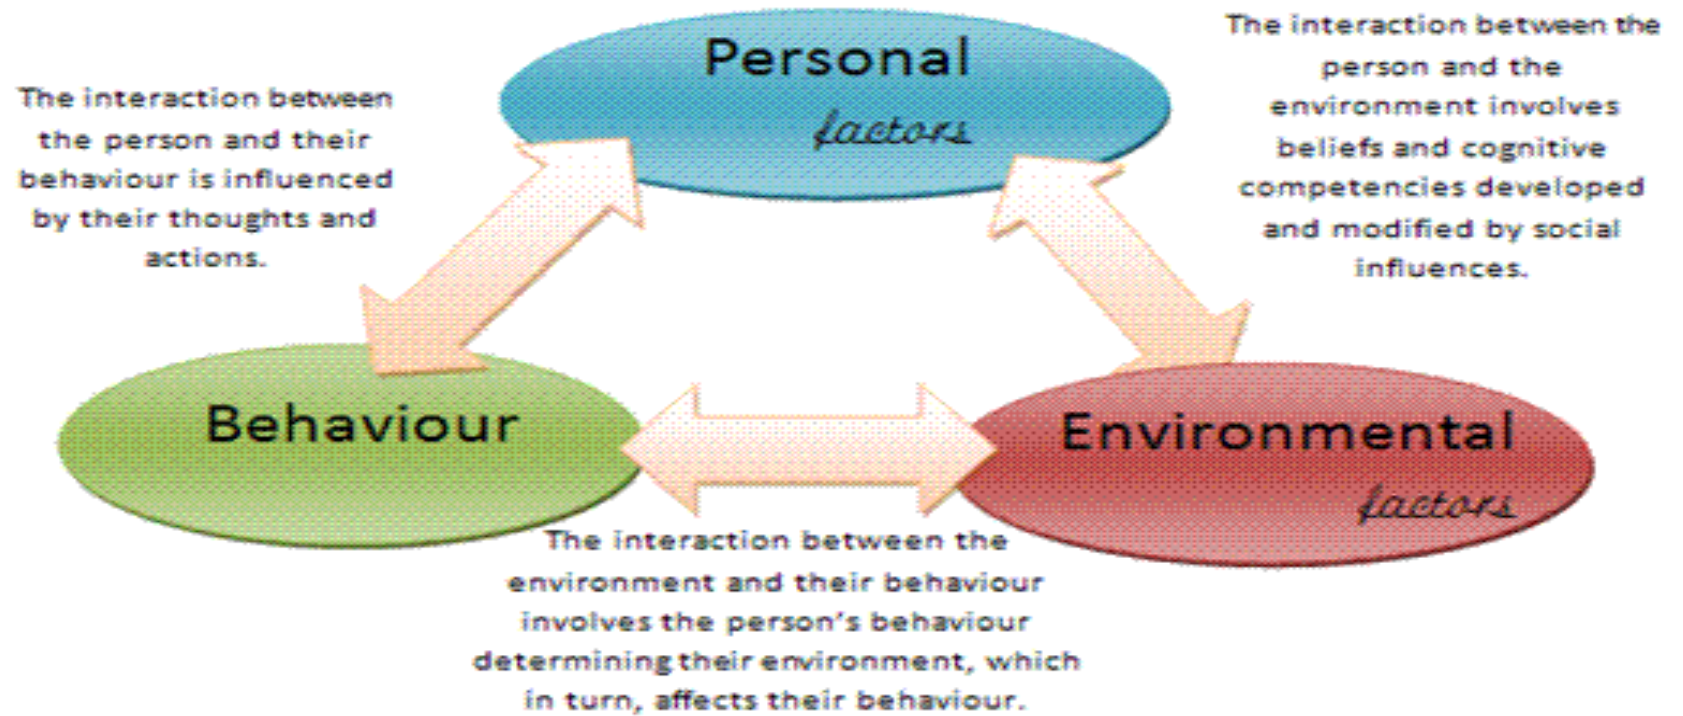 Personal
factors
The interaction between
the person and their
behaviour is influenced
by their thoughts and
actions.
The interaction between the
person and the
environment involves
beliefs and cognitive
competencies developed
and modified by social
influences.
Behaviour
Environmental
factors
The interaction between the
environment and their behaviour
involves the person's behaviour
determining their environment, which
in turn, affects their behaviour.